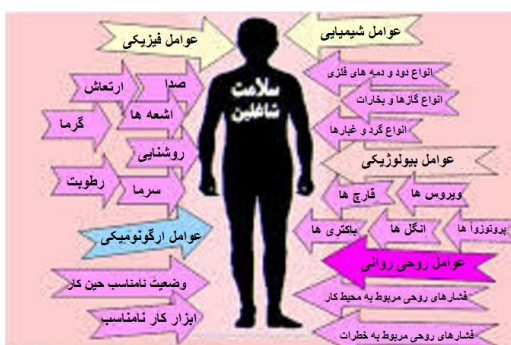 عوامل شیمیایی
عوامل فیزیکی
انواع دود و دمه های فلزی
انواع گازها و بخارات
انواع گرد و غبارها
صدا
ارتعاش
اشعه ها
گرما
روشنایی
سرما
رطوبت
سلامت
شاغلین
عوامل بیولوژیکی
ویروس ها
قارچ ها
پروتوزوآ ها
انگل ها
باکتری ها
عوامل ارگونومیکی
وضعیت نامناسب حین کار
ابزار کار نامناسب
عوامل روحی روانی
فشارهای روحی مربوط به محیط کار
فشارهای روحی مربوط به خطرات